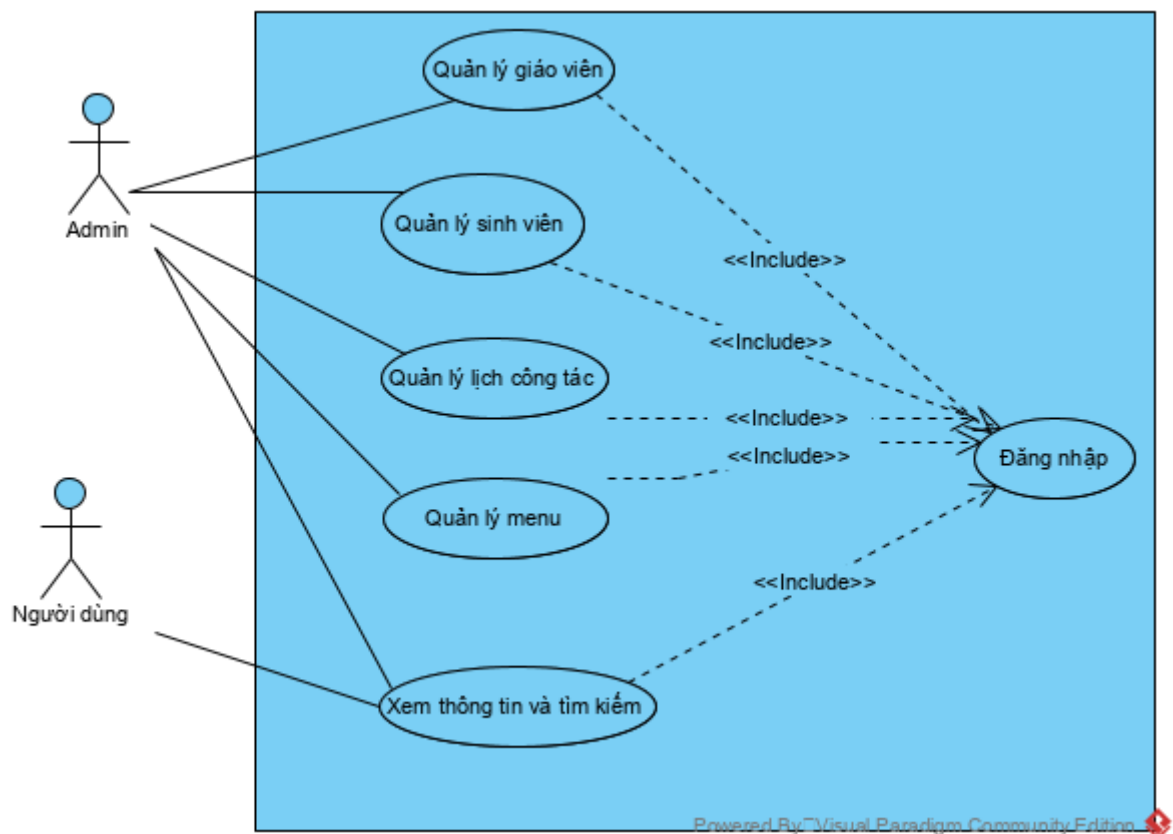 Quản lý giáo viên
Admin
Quản lý sinh viên
<<Include>>
<<Include>>
Quản lý lịch công tác
<<Include>>
<<Include>>
Đăng nhập
Quản lý menu
<<Include>>
Người dùng
Xem thông tin và tìm kiếm
Powered By Visual Paradigm Community Edition